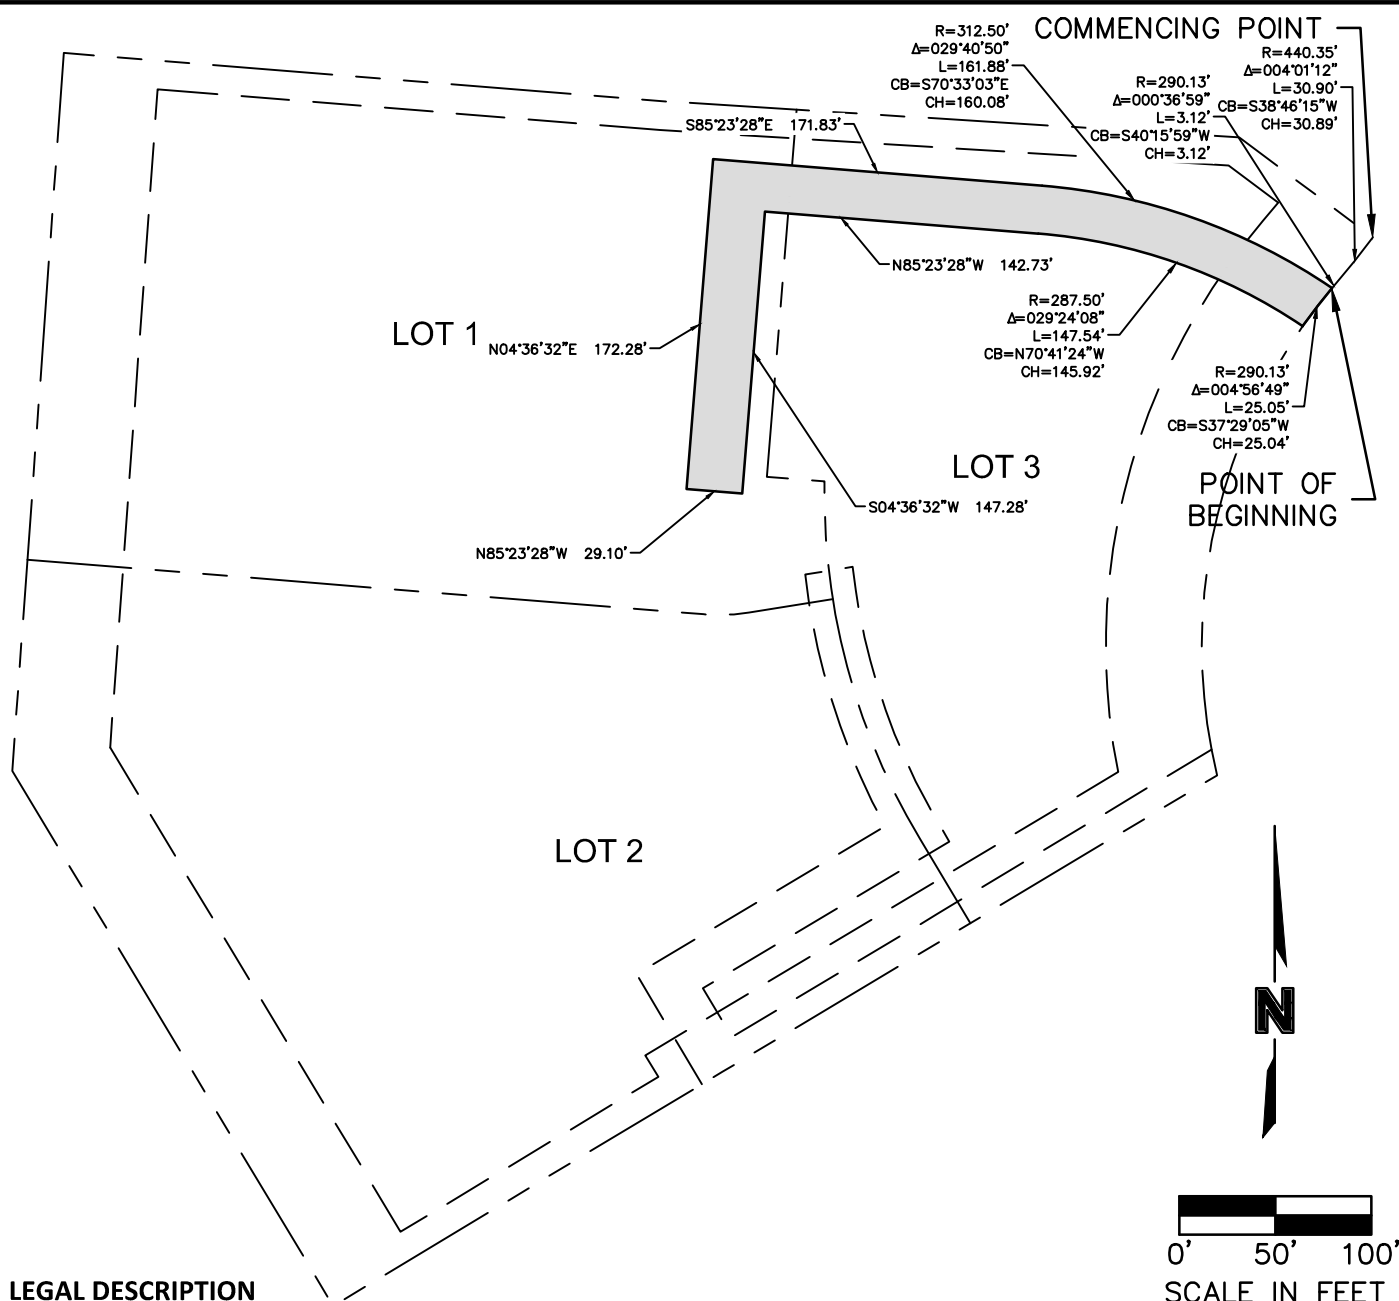 COMMENCING POINT
R=312.50'
Δ=029°40'50"
L=161.88'
CB=S70°33'03"E
CH=160.08'
R=440.35'
Δ=004°01'12"
L=30.90'
CB=S38°46'15"W
CH=30.89'
R=290.13'
Δ=000°36'59"
L=3.12'
CB=S40°15'59"W
CH=3.12'
S85°23'28"E 171.83'
N85°23'28"W 142.73'
R=287.50'
Δ=029°24'08"
L=147.54'
CB=N70°41'24"W
CH=145.92'
LOT 1
N04°36'32"E 172.28'
R=290.13'
Δ=004°56'49"
L=25.05'
CB=S37°29'05"W
CH=25.04'
LOT 3
POINT OF
BEGINNING
S04°36'32"W 147.28'
N85°23'28"W 29.10'
LOT 2
N
0' 50' 100'
SCALE IN FEET
LEGAL DESCRIPTION